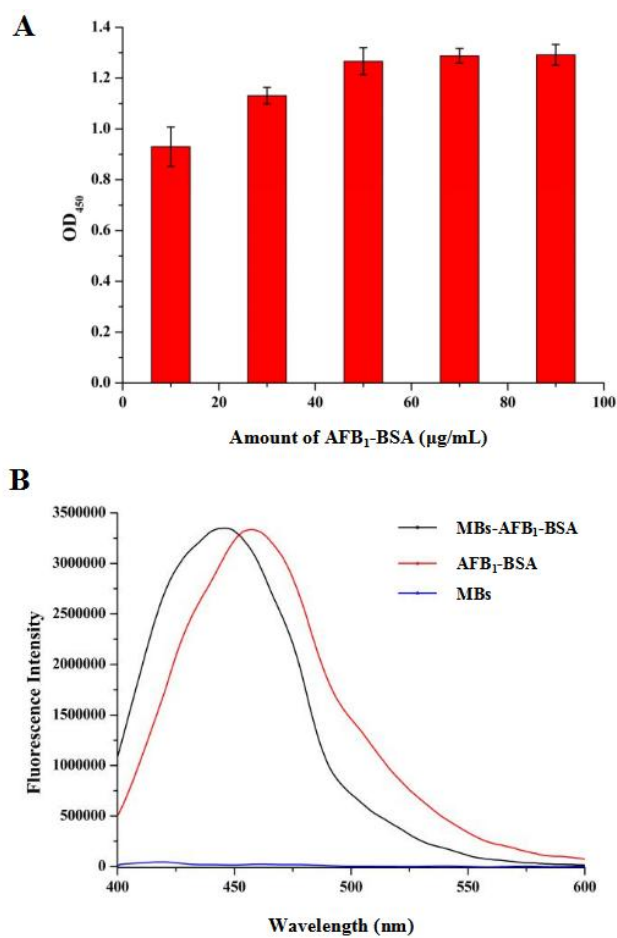 A
1.4
1.2
1.0
0.8
0.6
0.4
0.2
0.0
OD450
0 20 40 60 80 100
Amount of AFB1-BSA (µg/mL)
B
3500000
3000000
2500000
2000000
1500000
1000000
500000
0
Fluorescence Intensity
MBs-AFB1-BSA
AFB1-BSA
MBs
400 450 500 550 600
Wavelength (nm)